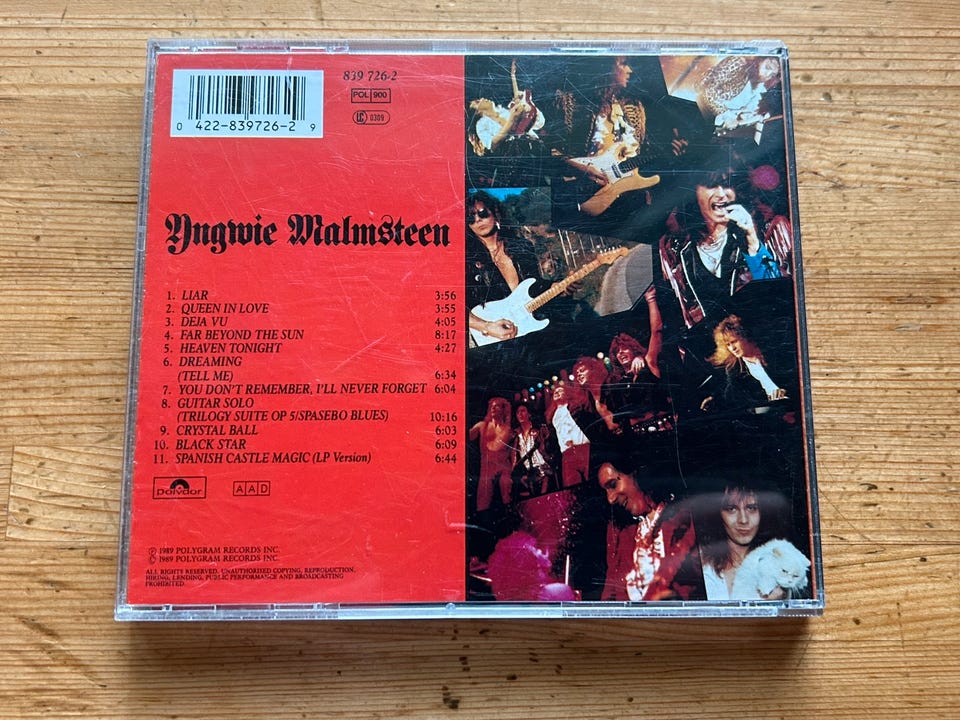 839 726-2
POL 900
LC 0309
0 422-839726-2 9
Yngwie Malmsteen
1. LIAR 3:56
2. QUEEN IN LOVE 3:55
3. DEJA VU 4:05
4. FAR BEYOND THE SUN 8:17
5. HEAVEN TONIGHT 4:27
6. DREAMING
(TELL ME) 6:34
7. YOU DON'T REMEMBER, I'LL NEVER FORGET 6:04
8. GUITAR SOLO
(TRILOGY SUITE OP 5/SPASEBO BLUES) 10:16
9. CRYSTAL BALL 6:03
10. BLACK STAR 6:09
11. SPANISH CASTLE MAGIC (LP Version) 6:44
Polydor AAD
℗ 1989 POLYGRAM RECORDS INC.
© 1989 POLYGRAM RECORDS INC.
ALL RIGHTS RESERVED. UNAUTHORISED COPYING, REPRODUCTION,
HIRING, LENDING, PUBLIC PERFORMANCE AND BROADCASTING
PROHIBITED.